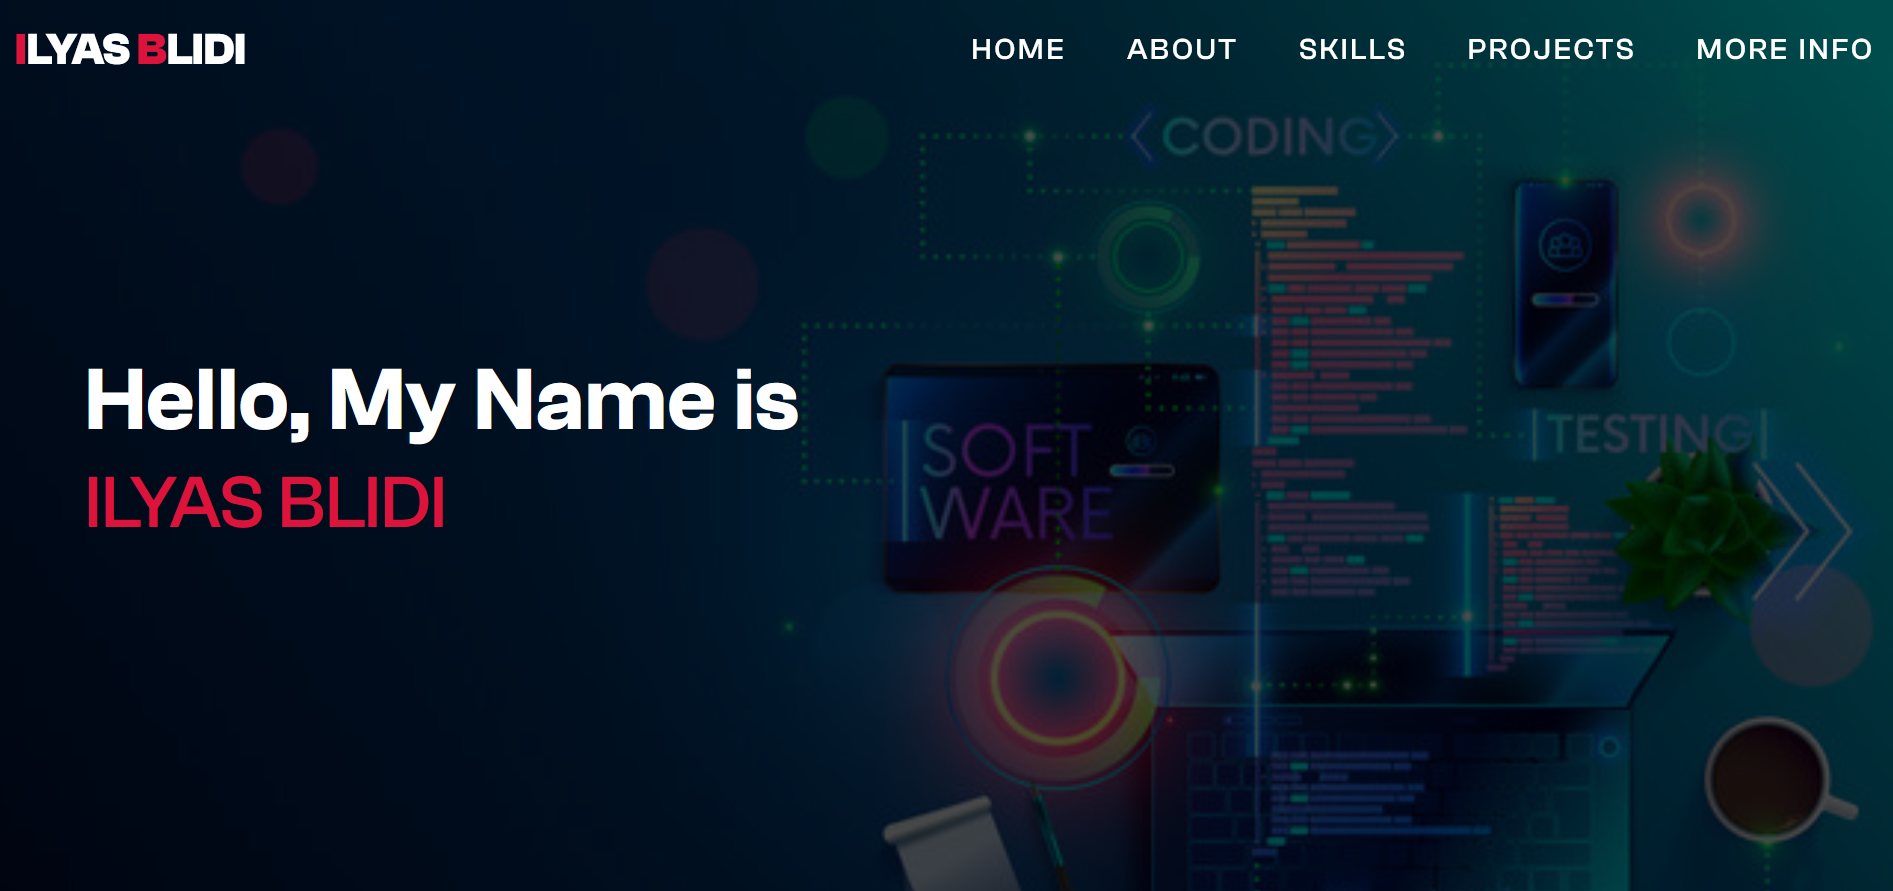 ILYAS BLIDI
HOME ABOUT SKILLS PROJECTS MORE INFO
<CODING>
Hello, My Name is
ILYAS BLIDI
SOFT
WARE
|TESTING|